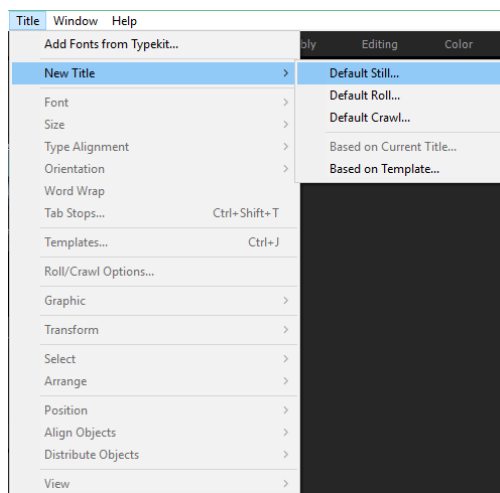 Title Window Help
Add Fonts from Typekit...
bly Editing Color
New Title >
Default Still...
Default Roll...
Default Crawl...
Based on Current Title...
Based on Template...
Font >
Size >
Type Alignment >
Orientation >
Word Wrap
Tab Stops... Ctrl+Shift+T
Templates... Ctrl+J
Roll/Crawl Options...
Graphic >
Transform >
Select >
Arrange >
Position >
Align Objects >
Distribute Objects >
View >